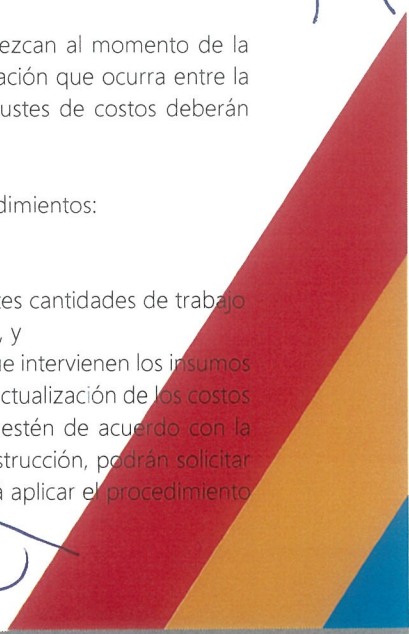 ezcan al momento de la
ación que ocurra entre la
ustes de costos deberán
dimientos:
tes cantidades de trabajo
, y
ue intervienen los insumos
ctualización de los costos
estén de acuerdo con la
strucción, podrán solicitar
a aplicar el procedimiento